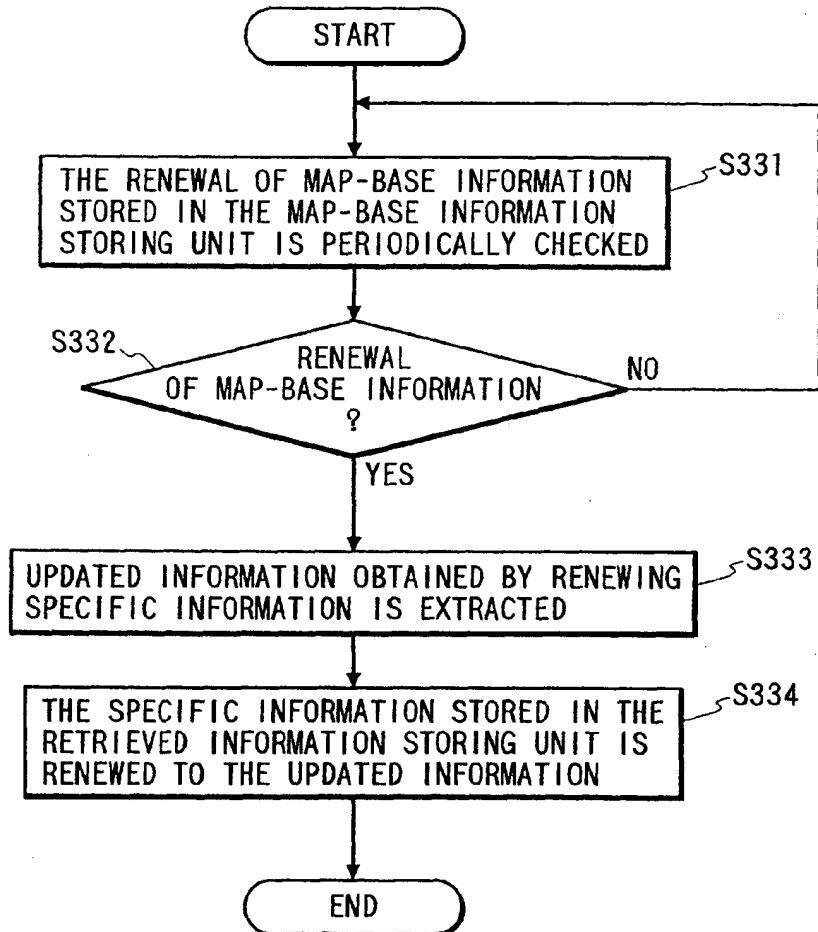 START
THE RENEWAL OF MAP-BASE INFORMATION
STORED IN THE MAP-BASE INFORMATION
STORING UNIT IS PERIODICALLY CHECKED
S331
S332
RENEWAL
OF MAP-BASE INFORMATION
?
NO
YES
UPDATED INFORMATION OBTAINED BY RENEWING
SPECIFIC INFORMATION IS EXTRACTED
S333
THE SPECIFIC INFORMATION STORED IN THE
RETRIEVED INFORMATION STORING UNIT IS
RENEWED TO THE UPDATED INFORMATION
S334
END